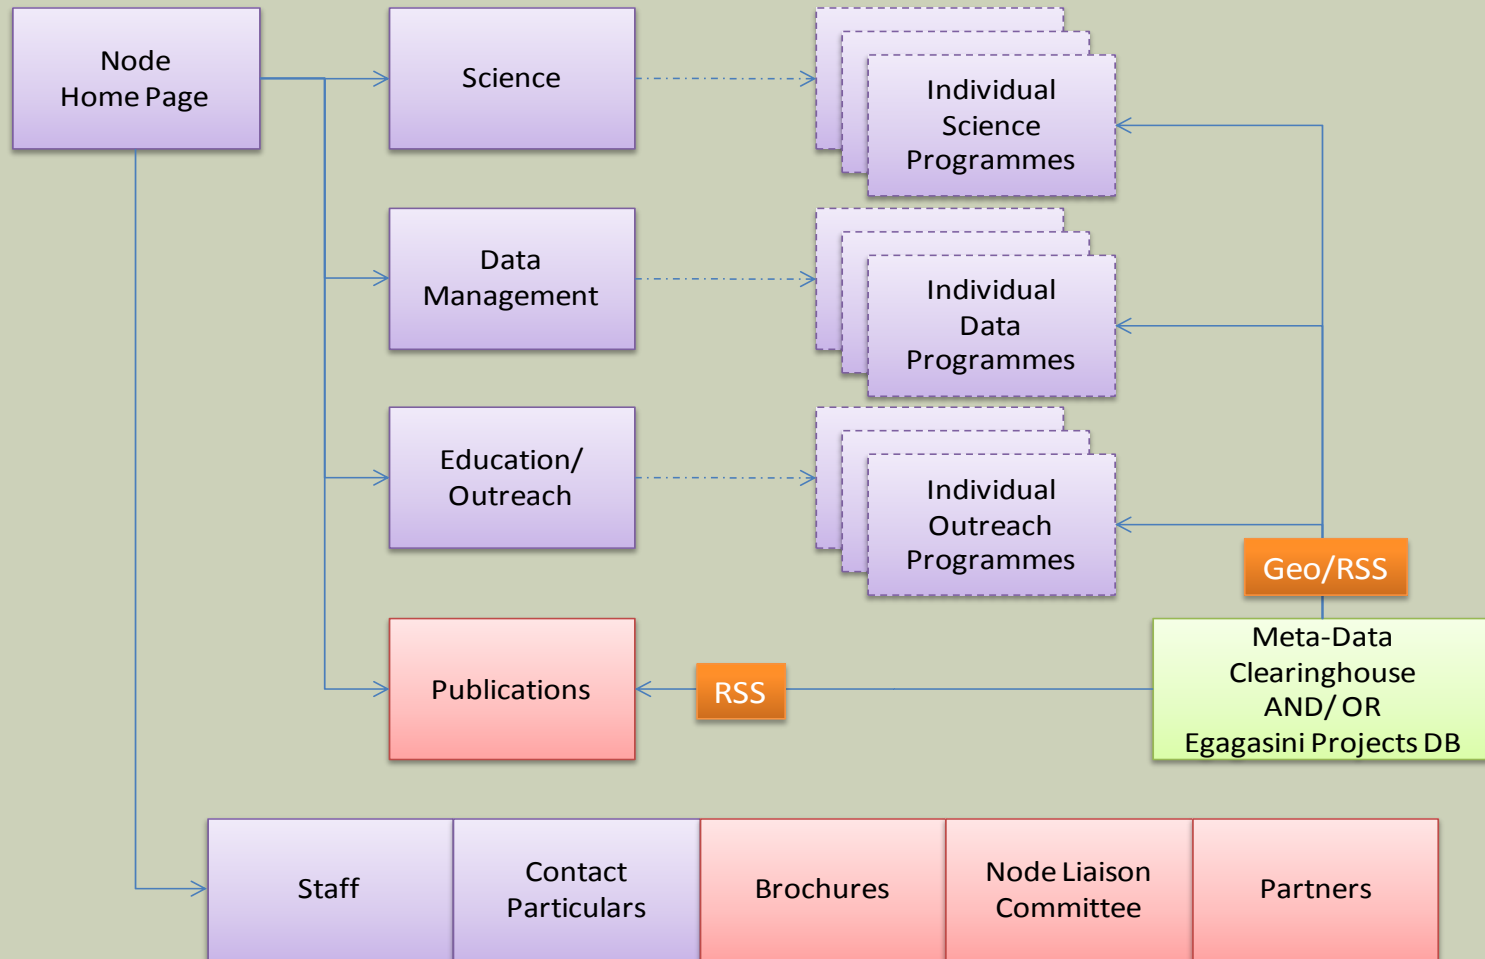 Node
Home Page
Science
Individual
Science
Programmes
Data
Management
Individual
Data
Programmes
Education/
Outreach
Individual
Outreach
Programmes
Geo/RSS
Publications
RSS
Meta-Data
Clearinghouse
AND/ OR
Egagasini Projects DB
Staff
Contact
Particulars
Brochures
Node Liaison
Committee
Partners